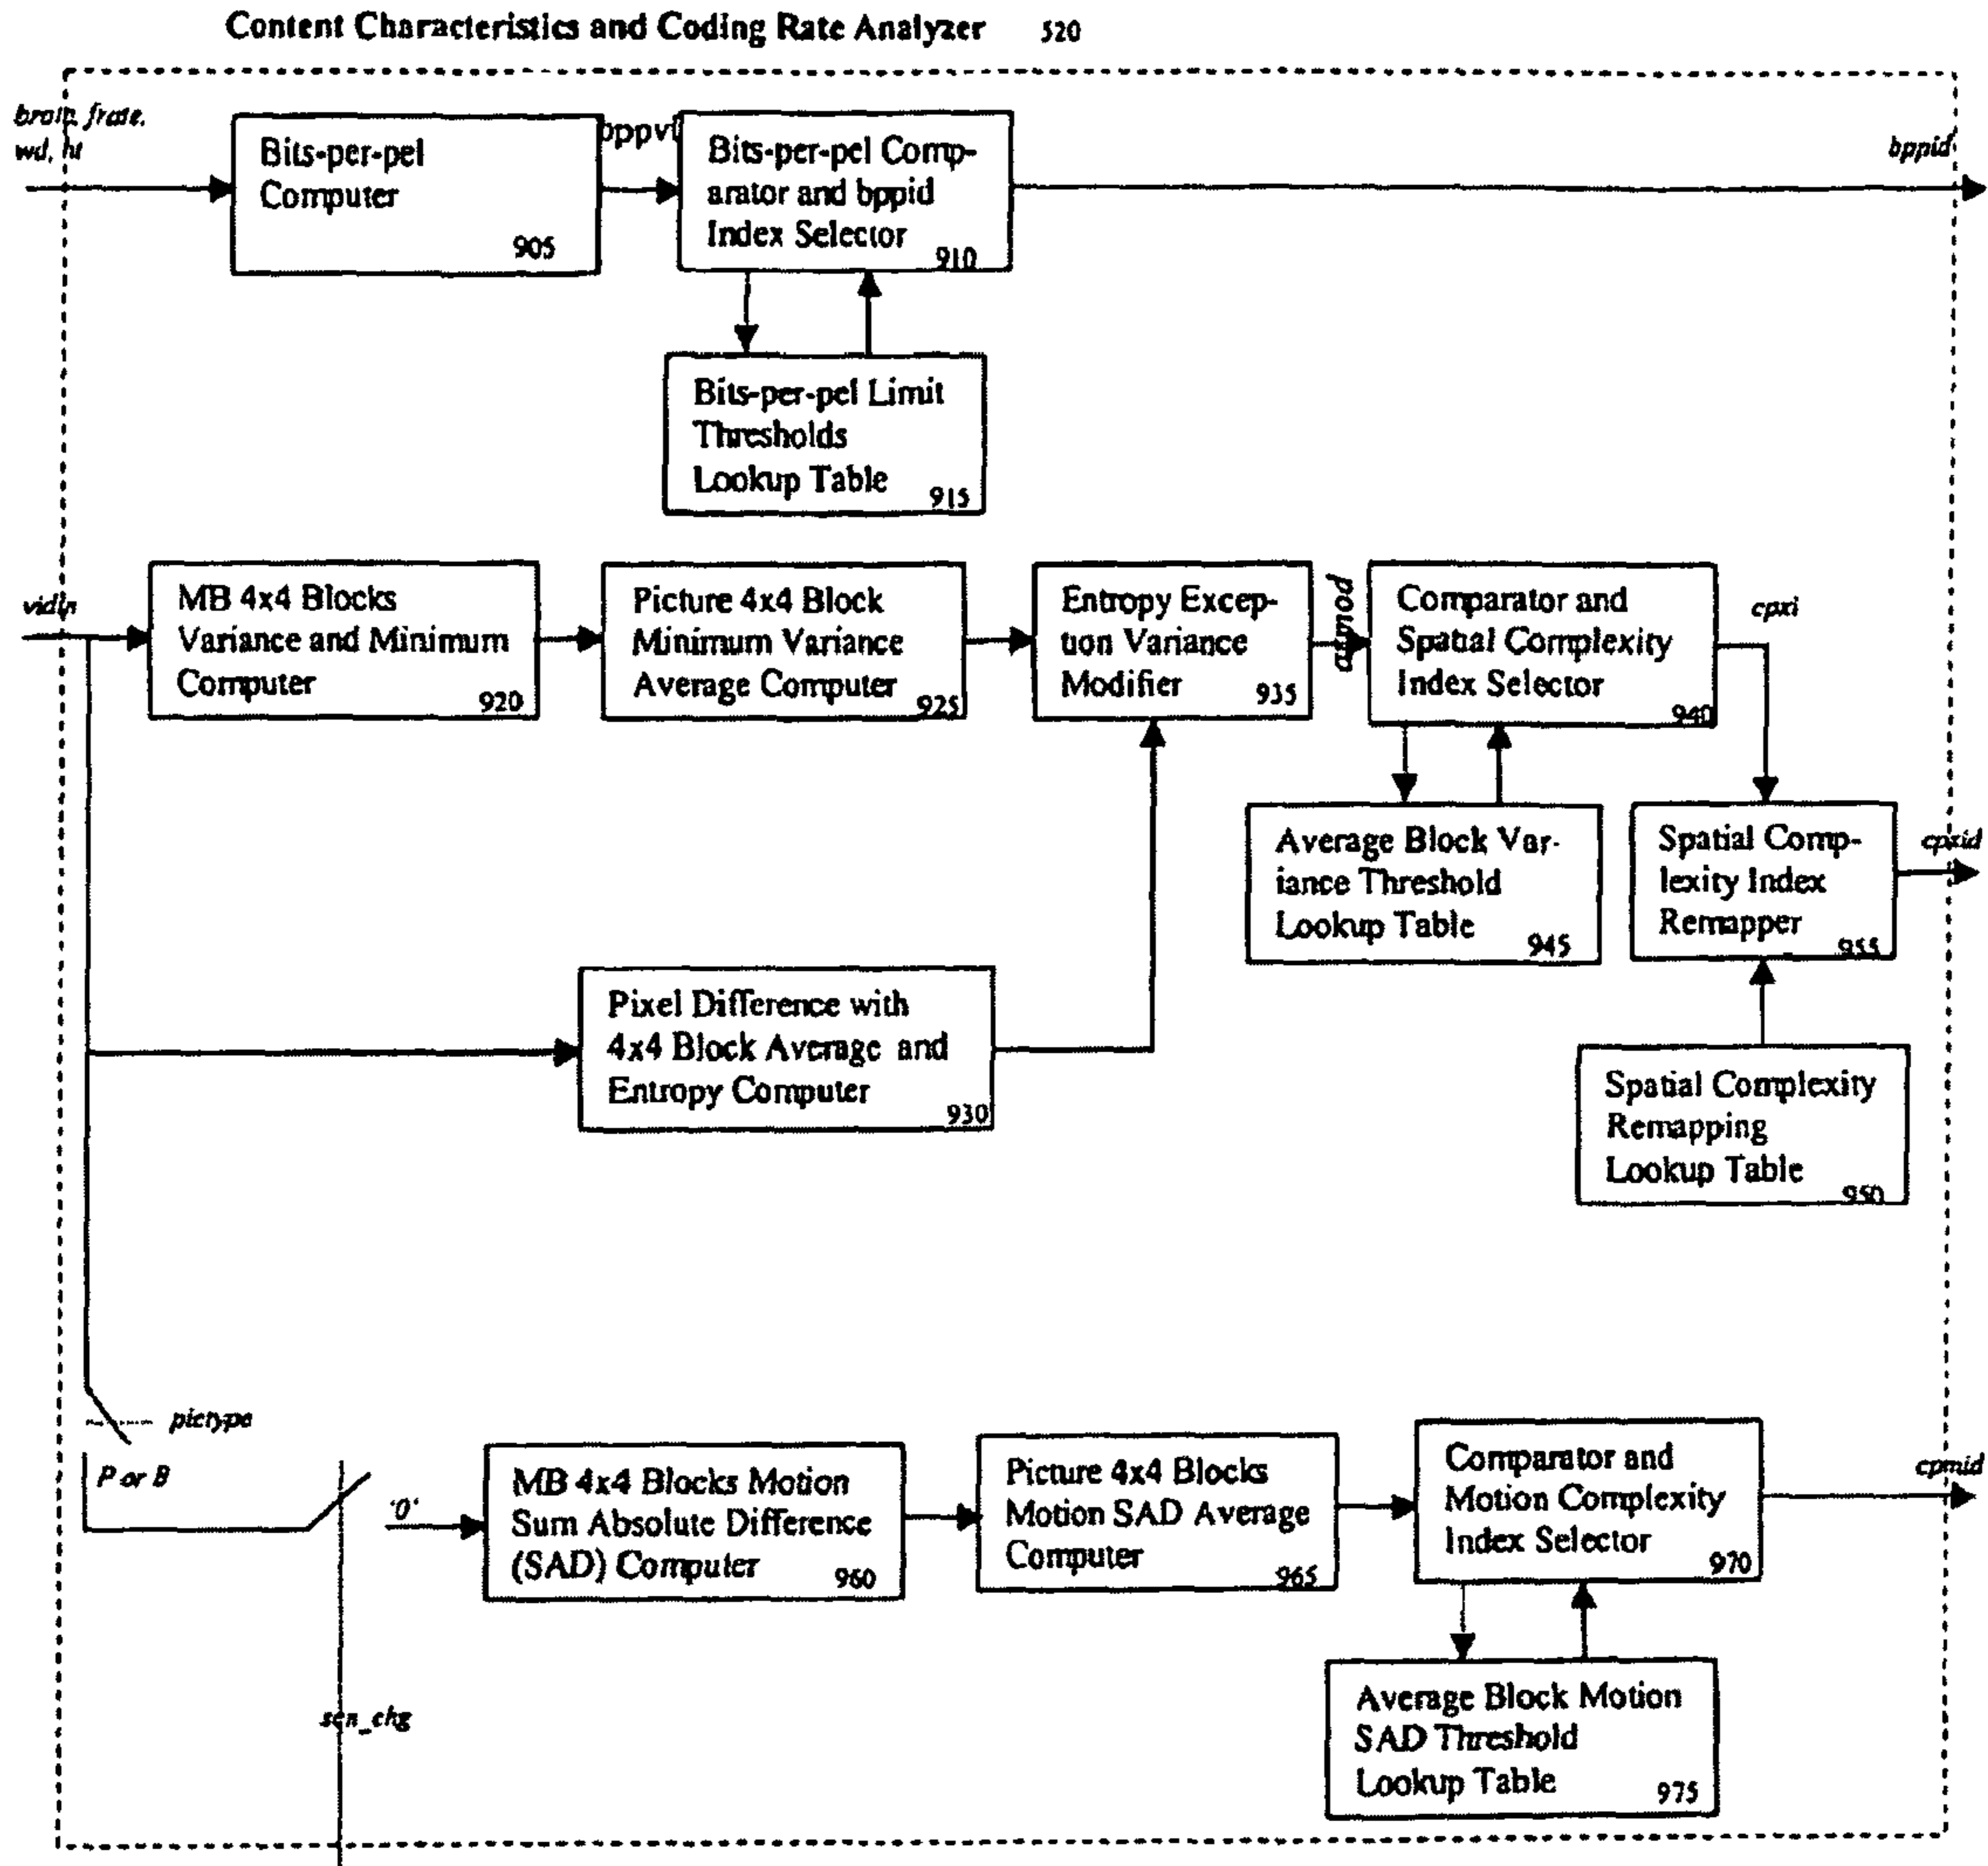 Content Characteristics and Coding Rate Analyzer 520
brate, frate,
wd, ht
Bits-per-pel
Computer
905
bppv
Bits-per-pel Comp-
arator and bppid
Index Selector
910
bppid
Bits-per-pel Limit
Thresholds
Lookup Table
915
vidin
MB 4x4 Blocks
Variance and Minimum
Computer
920
Picture 4x4 Block
Minimum Variance
Average Computer
925
Entropy Excep-
tion Variance
Modifier
935
Comparator and
Spatial Complexity
Index Selector
940
cpxi
Average Block Var-
iance Threshold
Lookup Table
945
Spatial Comp-
lexity Index
Remapper
955
cpxid
Pixel Difference with
4x4 Block Average and
Entropy Computer
930
Spatial Complexity
Remapping
Lookup Table
950
pictype
P or B
'0'
MB 4x4 Blocks Motion
Sum Absolute Difference
(SAD) Computer
960
Picture 4x4 Blocks
Motion SAD Average
Computer
965
Comparator and
Motion Complexity
Index Selector
970
cpmid
scn_chg
Average Block Motion
SAD Threshold
Lookup Table
975